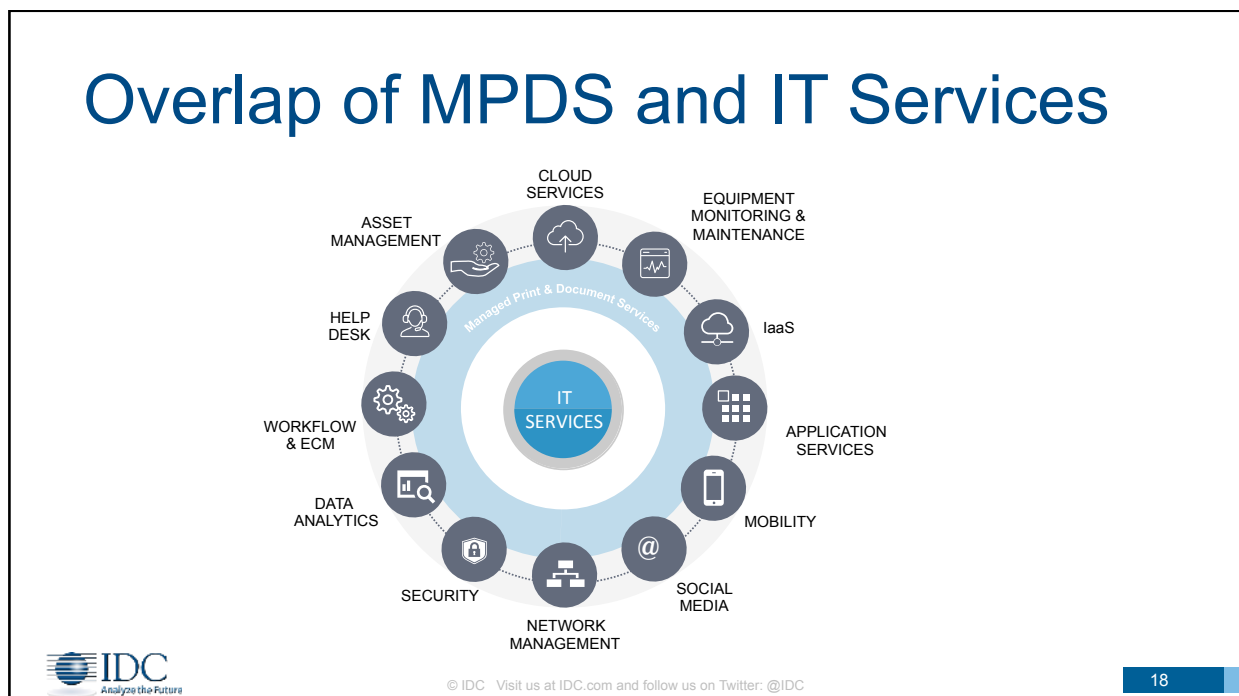 Overlap of MPDS and IT Services
CLOUD
SERVICES
EQUIPMENT
MONITORING &
MAINTENANCE
ASSET
MANAGEMENT
Managed Print & Document Services
HELP
DESK
IaaS
IT
SERVICES
WORKFLOW
& ECM
APPLICATION
SERVICES
DATA
ANALYTICS
MOBILITY
@
SECURITY
SOCIAL
MEDIA
NETWORK
MANAGEMENT
IDC
Analyze the Future
© IDC Visit us at IDC.com and follow us on Twitter: @IDC
18